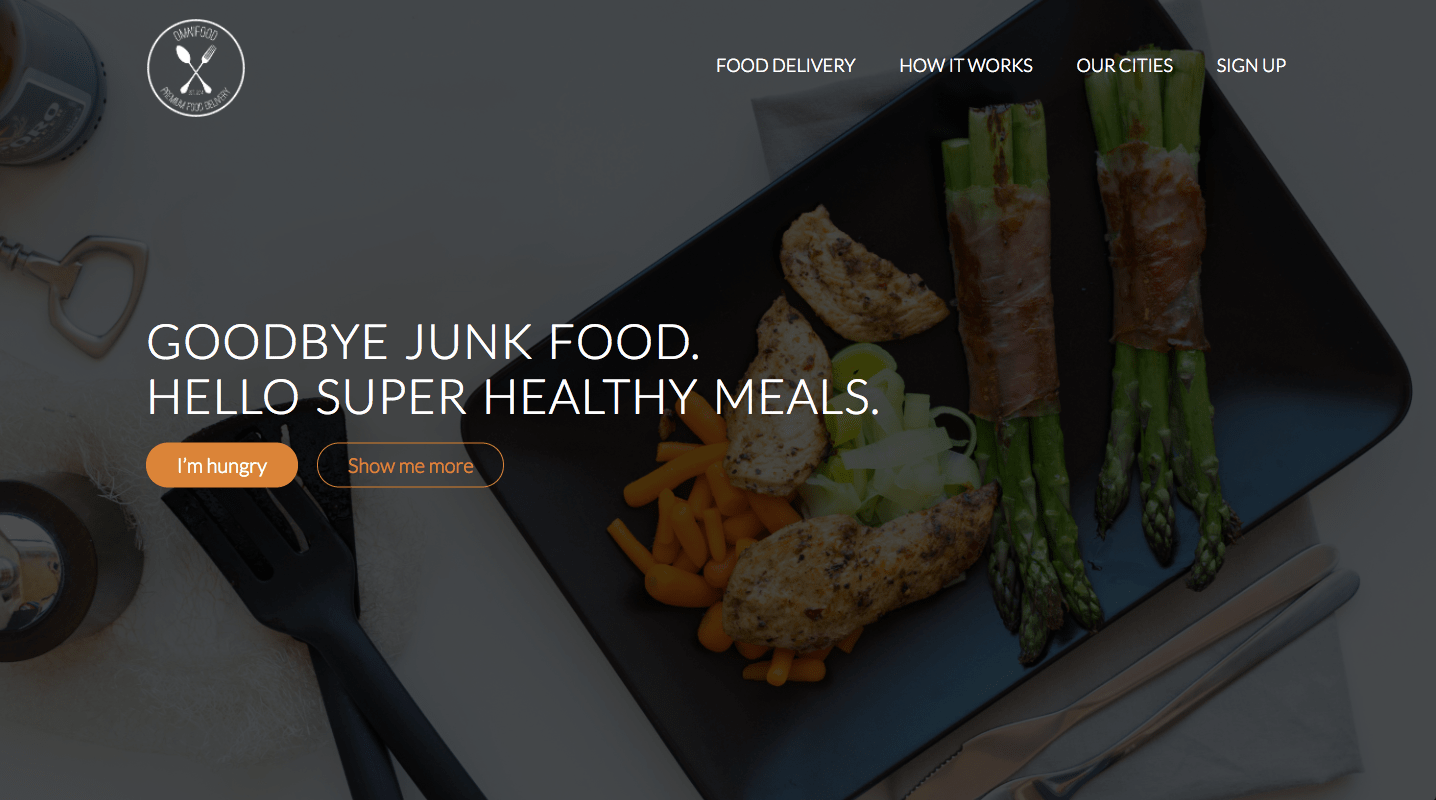 OMNIFOOD
PREMIUM FOOD DELIVERY
FOOD DELIVERY
HOW IT WORKS
OUR CITIES
SIGN UP
GOODBYE JUNK FOOD.
HELLO SUPER HEALTHY MEALS.
I'm hungry
Show me more